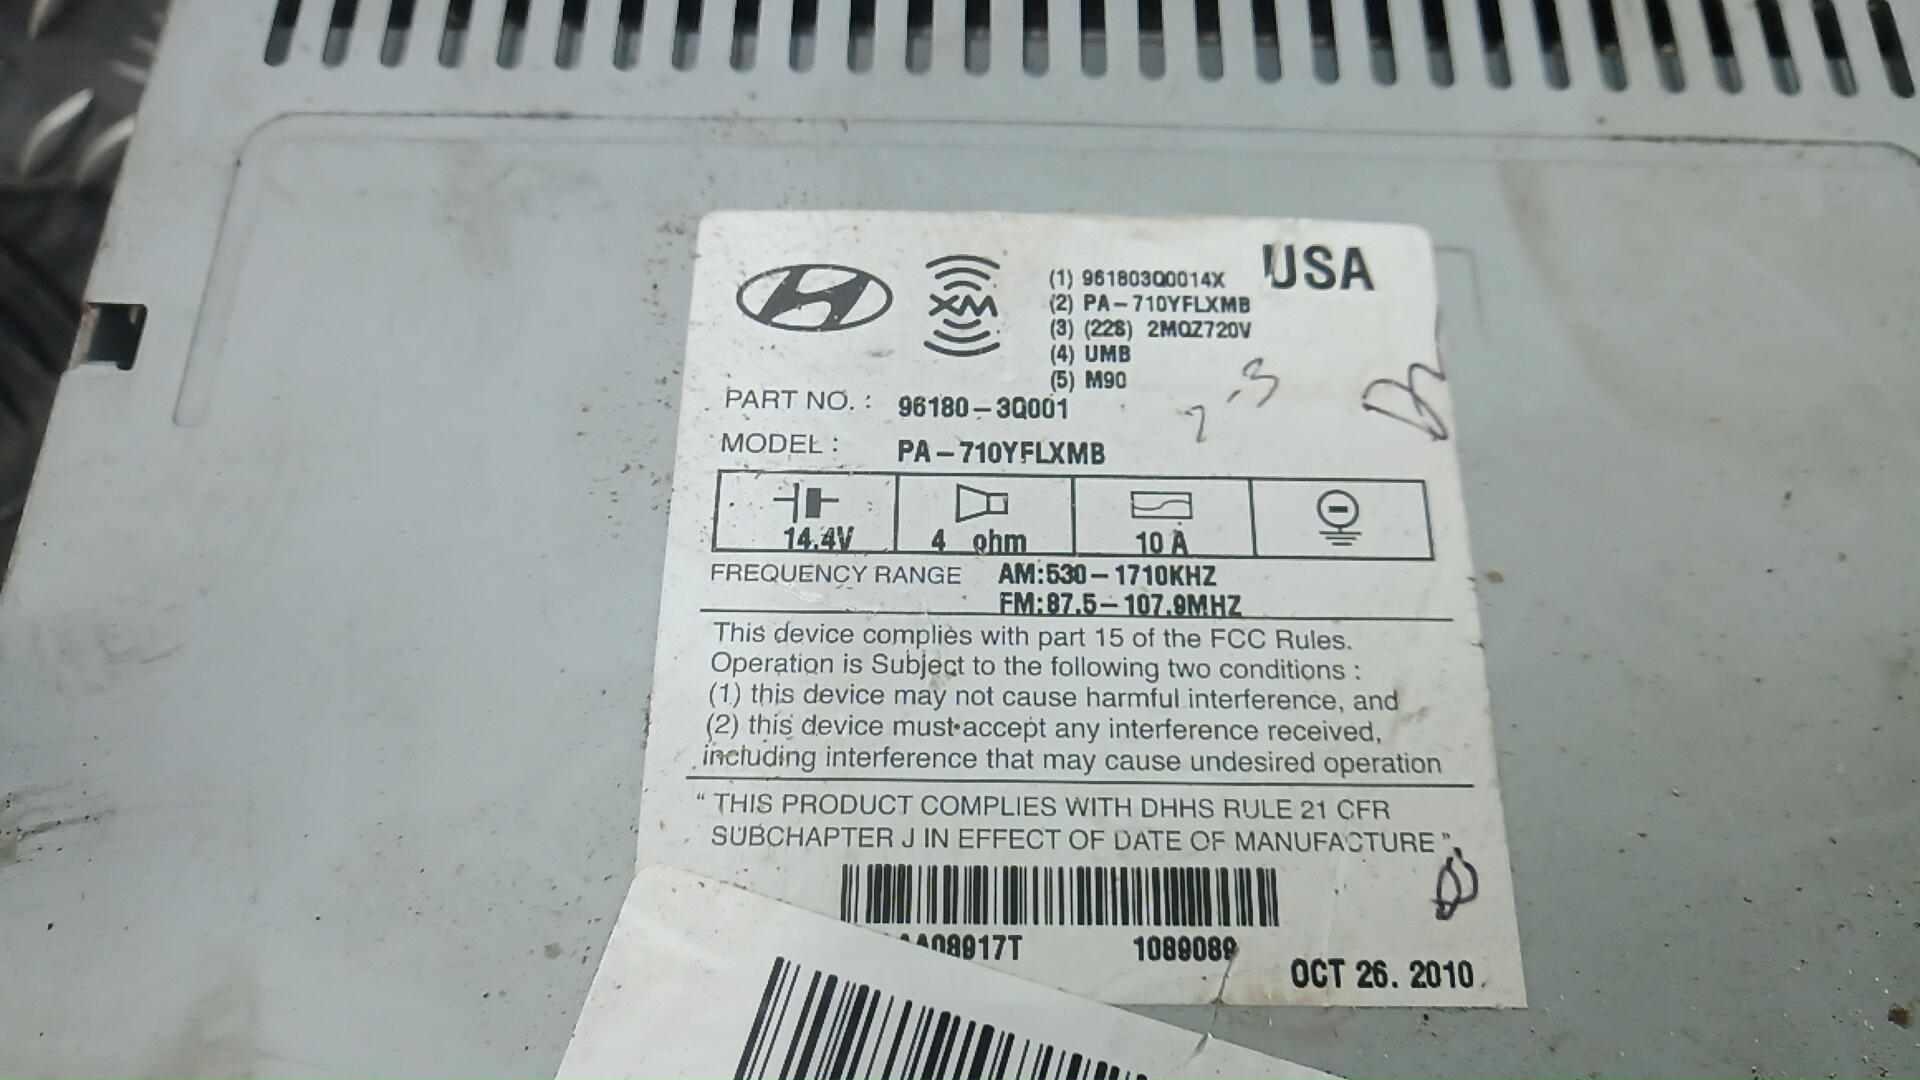 USA
XM
(1) 961803Q0014X
(2) PA-710YFLXMB
(3) (228) 2MQZ720V
(4) UMB
(5) M90
PART NO. : 96180-3Q001
MODEL : PA-710YFLXMB
14.4V 4 ohm 10 A
FREQUENCY RANGE AM:530-1710KHZ
FM:87.5-107.9MHZ
This device complies with part 15 of the FCC Rules.
Operation is Subject to the following two conditions :
(1) this device may not cause harmful interference, and
(2) this device must accept any interference received,
including interference that may cause undesired operation
“ THIS PRODUCT COMPLIES WITH DHHS RULE 21 CFR
SUBCHAPTER J IN EFFECT OF DATE OF MANUFACTURE ”
1089089
OCT 26. 2010